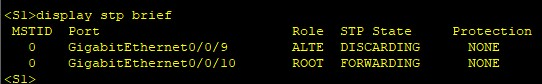 <S1>display stp brief
MSTID Port Role STP State Protection
0 GigabitEthernet0/0/9 ALTE DISCARDING NONE
0 GigabitEthernet0/0/10 ROOT FORWARDING NONE
<S1>